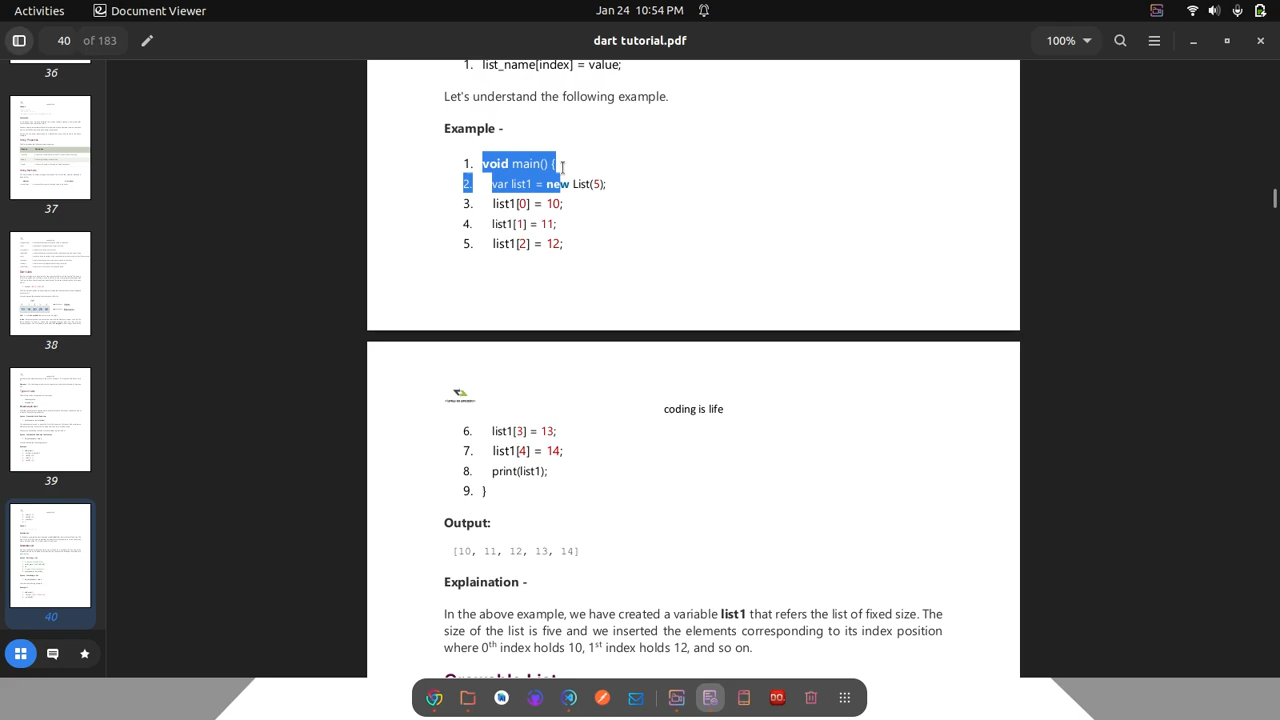 Activities Document Viewer Jan 24 10:54 PM
40 of 183 dart tutorial.pdf 100%
36
37
38
39
40
1. list_name[index] = value;
Let's understand the following example.
Example -
1. void main() {
2. var list1 = new List(5);
3. list1[0] = 10;
4. list1[1] = 11;
5. list1[2] = 12;
coding is life
6. list1[3] = 13;
7. list1[4] = 14;
8. print(list1);
9. }
Output:
[10, 11, 12, 13, 14]
Explaination -
In the above example, we have created a variable list1 that refers the list of fixed size. The
size of the list is five and we inserted the elements corresponding to its index position
where 0th index holds 10, 1st index holds 12, and so on.
Growable List
DO